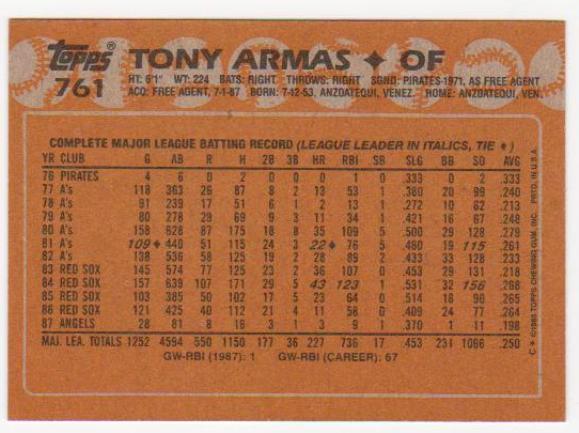 Topps® TONY ARMAS ♦ OF
761 HT: 6'1" WT: 224 BATS: RIGHT THROWS: RIGHT SGND: PIRATES-1971, AS FREE AGENT
ACQ: FREE AGENT, 7-1-87 BORN: 7-12-53, ANZOATEQUI, VENEZ. HOME: ANZOATEQUI, VEN.
COMPLETE MAJOR LEAGUE BATTING RECORD (LEAGUE LEADER IN ITALICS, TIE ♦)
YR CLUB G AB R H 2B 3B HR RBI SB SLG BB SO AVG
76 PIRATES 4 6 0 2 0 0 0 1 0 .333 0 2 .333
77 A's 118 363 26 87 8 2 13 53 1 .380 20 99 .240
78 A's 91 239 17 51 6 1 2 13 1 .272 10 62 .213
79 A's 80 278 29 69 9 3 11 34 1 .421 16 67 .248
80 A's 158 628 87 175 18 8 35 109 5 .500 29 128 .279
81 A's 109♦ 440 51 115 24 3 22♦ 76 5 .480 19 115 .261
82 A's 138 536 58 125 19 2 28 89 2 .433 33 128 .233
83 RED SOX 145 574 77 125 23 2 36 107 0 .453 29 131 .218
84 RED SOX 157 639 107 171 29 5 43 123 1 .531 32 156 .268
85 RED SOX 103 385 50 102 17 5 23 64 0 .514 18 90 .265
86 RED SOX 121 425 40 112 21 4 11 58 0 .409 24 77 .264
87 ANGELS 28 81 8 16 3 1 3 9 1 .370 1 11 .198
MAJ. LEA. TOTALS 1252 4594 550 1150 177 36 227 736 17 .453 231 1066 .250
GW-RBI (1987): 1 GW-RBI (CAREER): 67
C ♦ ©1988 TOPPS CHEWING GUM, INC. PRTD. IN U.S.A.